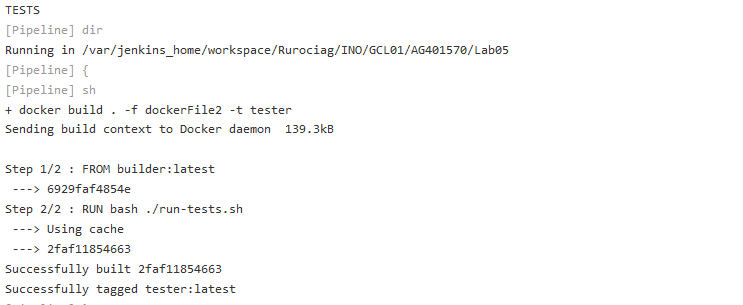 TESTS
[Pipeline] dir
Running in /var/jenkins_home/workspace/Rurociag/INO/GCL01/AG401570/Lab05
[Pipeline] {
[Pipeline] sh
+ docker build . -f dockerFile2 -t tester
Sending build context to Docker daemon  139.3kB

Step 1/2 : FROM builder:latest
 ---> 6929faf4854e
Step 2/2 : RUN bash ./run-tests.sh
 ---> Using cache
 ---> 2faf11854663
Successfully built 2faf11854663
Successfully tagged tester:latest